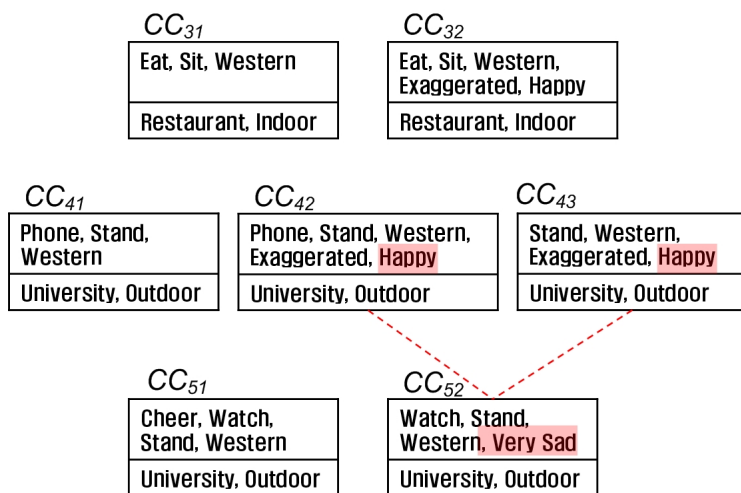 CC31
Eat, Sit, Western
Restaurant, Indoor
CC32
Eat, Sit, Western,
Exaggerated, Happy
Restaurant, Indoor
CC41
Phone, Stand,
Western
University, Outdoor
CC42
Phone, Stand, Western,
Exaggerated, Happy
University, Outdoor
CC43
Stand, Western,
Exaggerated, Happy
University, Outdoor
CC51
Cheer, Watch,
Stand, Western
University, Outdoor
CC52
Watch, Stand,
Western, Very Sad
University, Outdoor